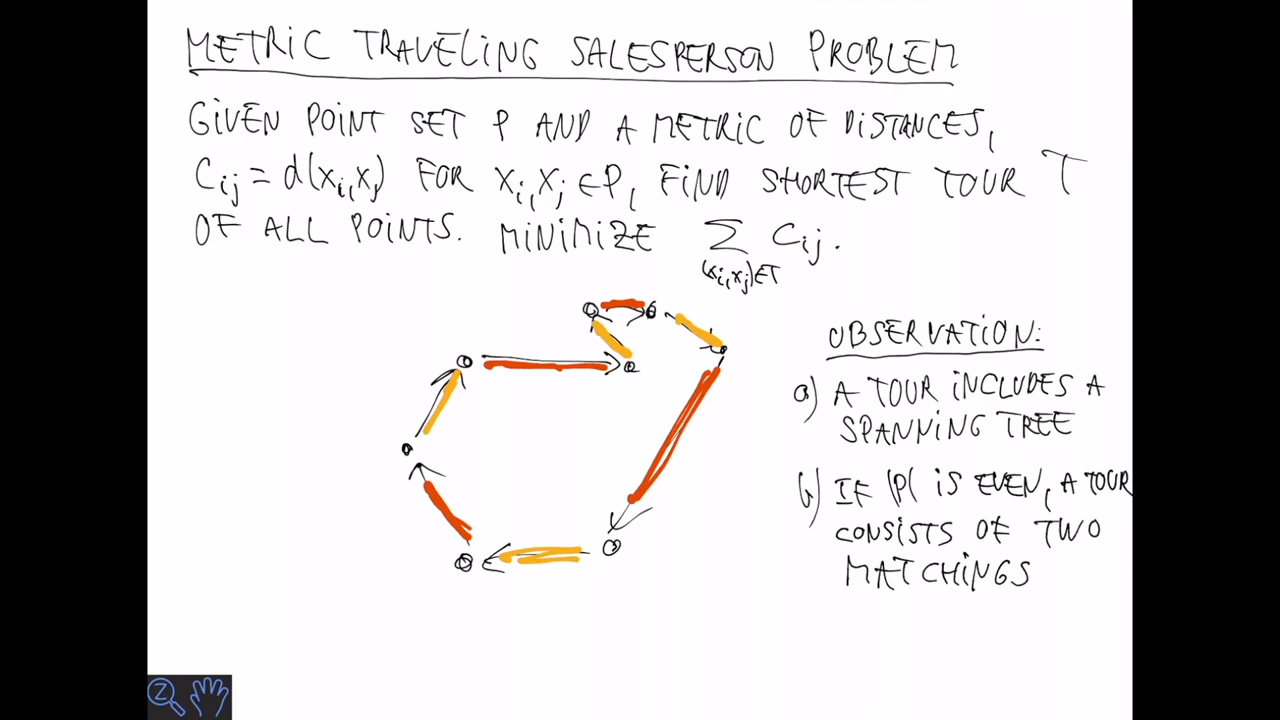 METRIC TRAVELING SALESPERSON PROBLEM
GIVEN POINT SET P AND A METRIC OF DISTANCES,
Cij = d(xi, xj) FOR xi, xj ∈ P, FIND SHORTEST TOUR T
OF ALL POINTS. MINIMIZE ∑ Cij.
(xi, xj) ∈ T
OBSERVATION:
a) A TOUR INCLUDES A
SPANNING TREE
b) IF |P| IS EVEN, A TOUR
CONSISTS OF TWO
MATCHINGS
Z